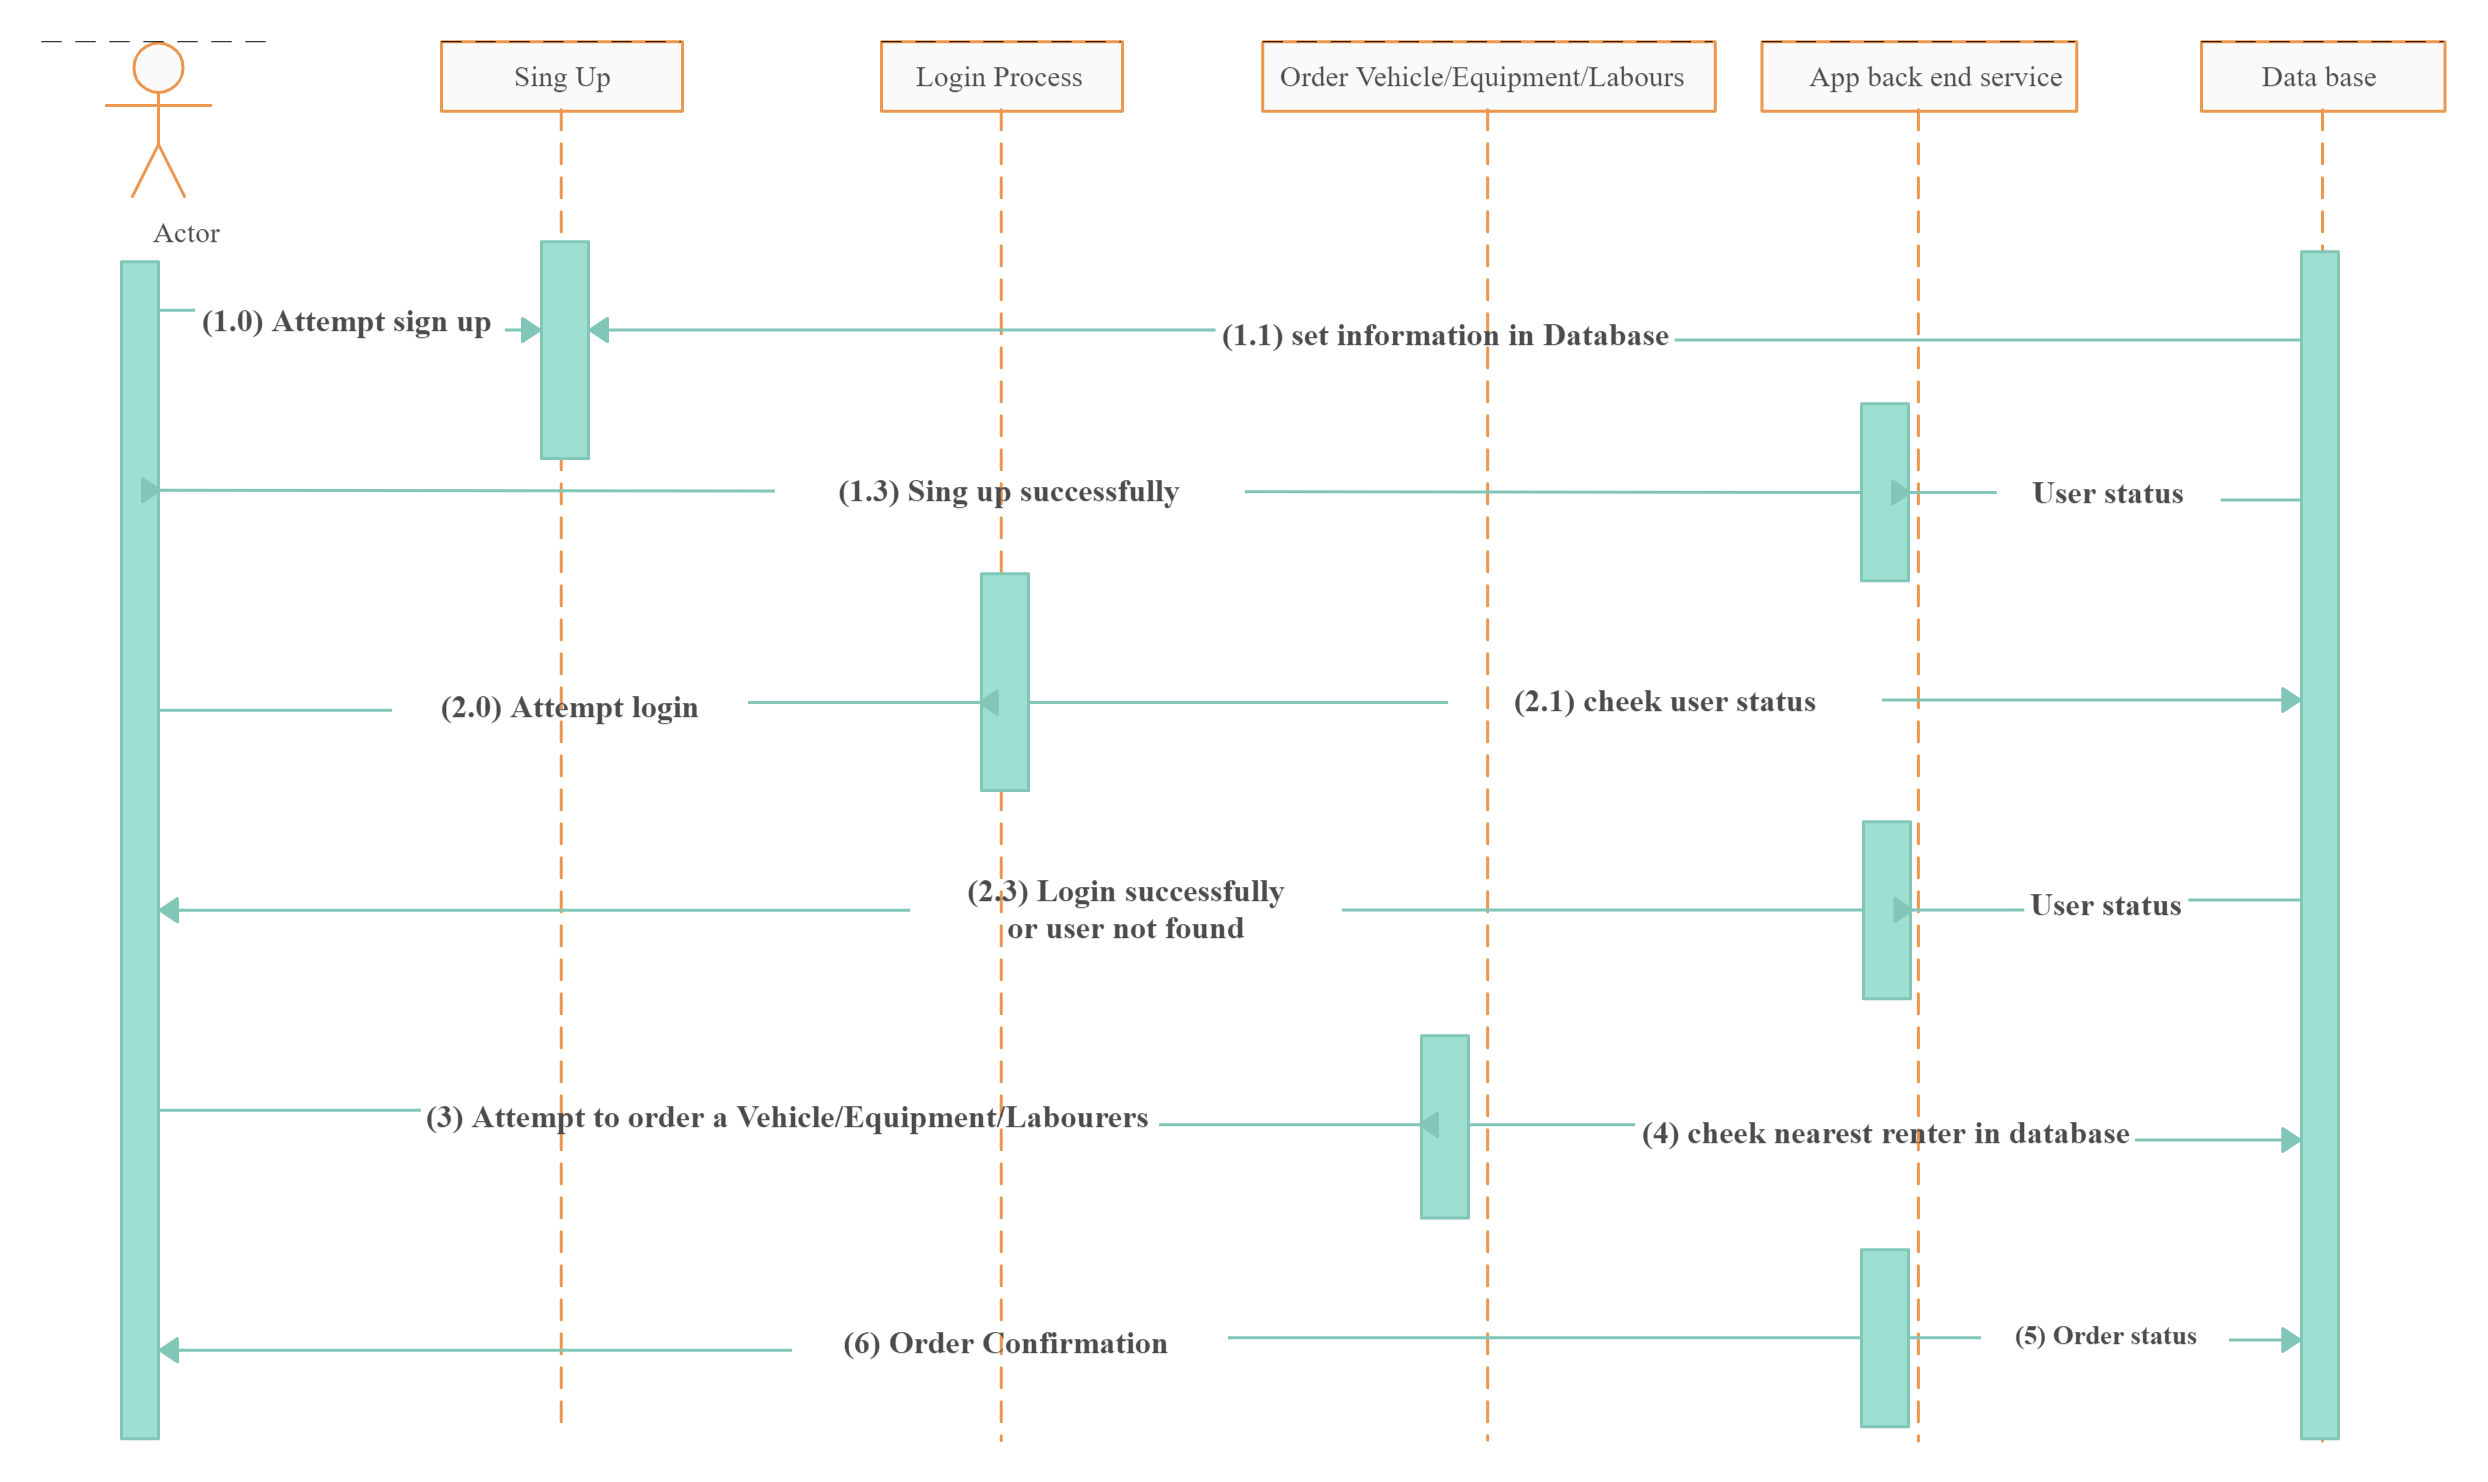 Sing Up
Login Process
Order Vehicle/Equipment/Labours
App back end service
Data base
Actor
(1.0) Attempt sign up
(1.1) set information in Database
(1.3) Sing up successfully
User status
(2.0) Attempt login
(2.1) cheek user status
(2.3) Login successfully
or user not found
User status
(3) Attempt to order a Vehicle/Equipment/Labourers
(4) cheek nearest renter in database
(6) Order Confirmation
(5) Order status